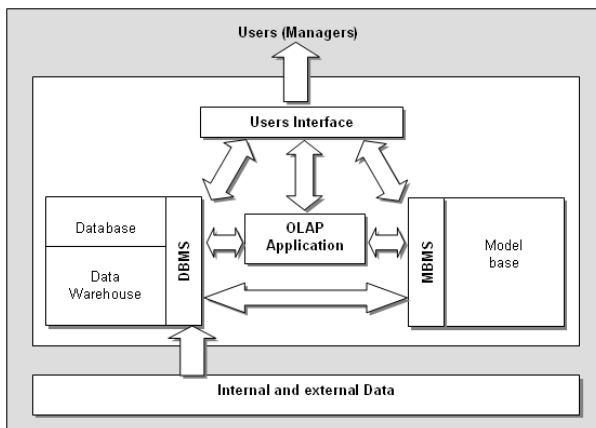 Users (Managers)
Users Interface
Database
Data
Warehouse
DBMS
OLAP
Application
MBMS
Model
base
Internal and external Data